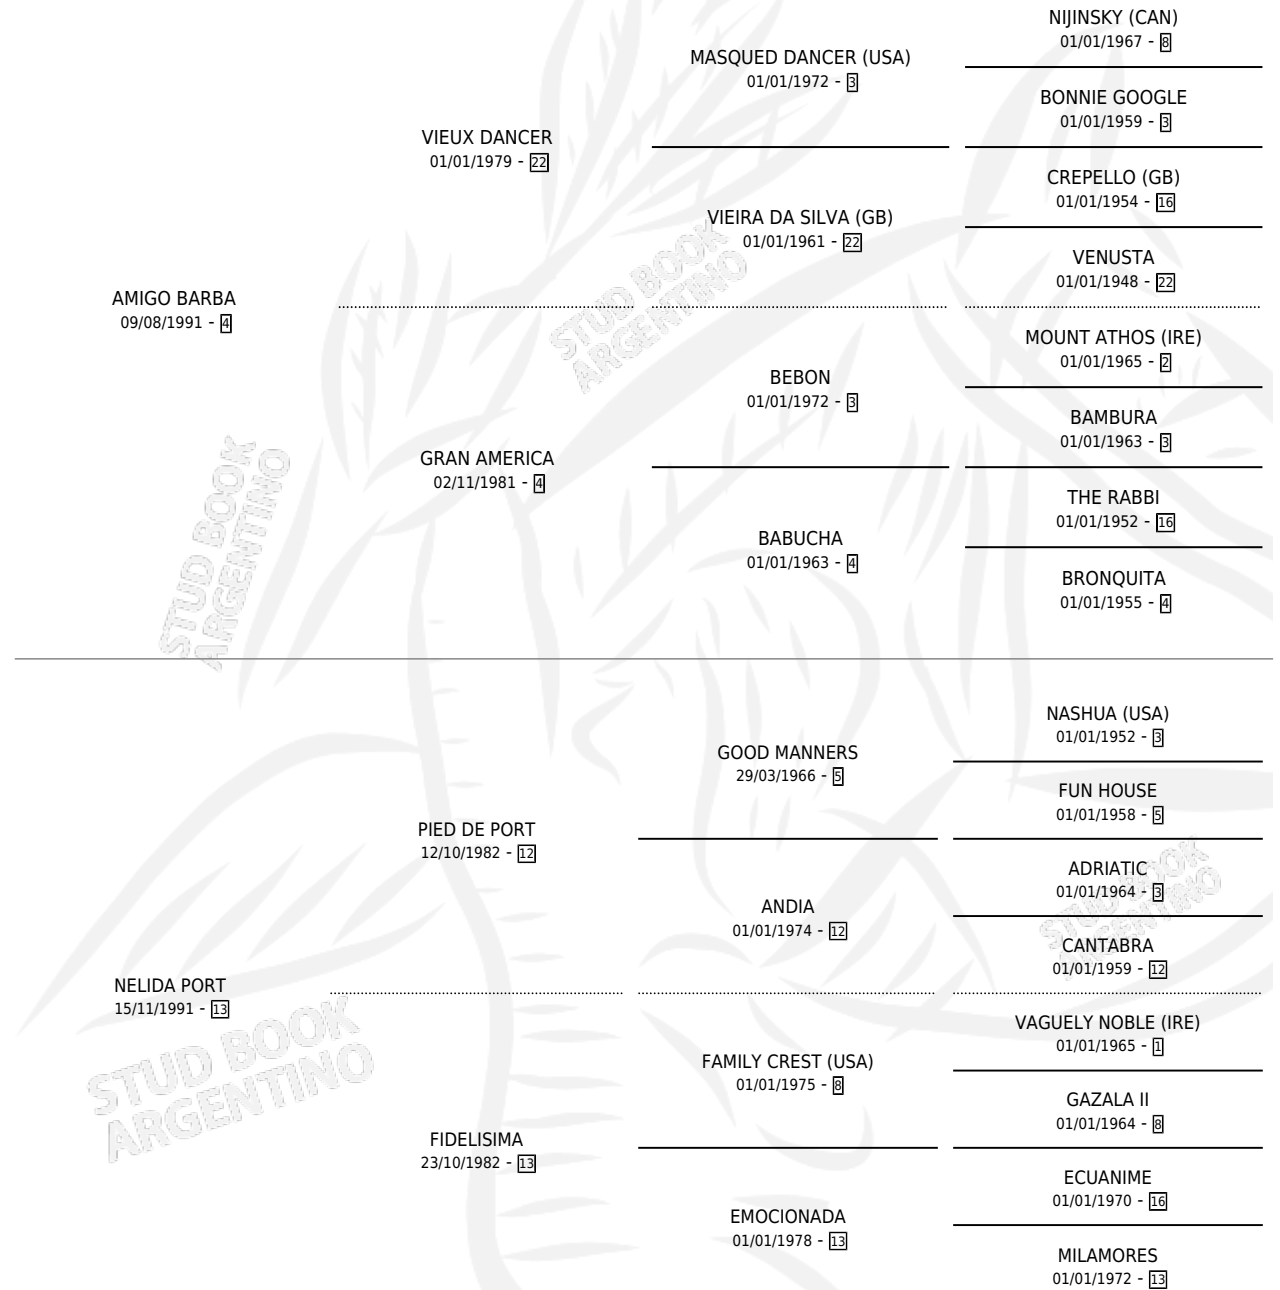 NIJINSKY (CAN)
01/01/1967 - 8
MASQUED DANCER (USA)
01/01/1972 - 3
BONNIE GOOGLE
01/01/1959 - 3
VIEUX DANCER
01/01/1979 - 22
CREPELLO (GB)
01/01/1954 - 16
VIEIRA DA SILVA (GB)
01/01/1961 - 22
VENUSTA
01/01/1948 - 22
AMIGO BARBA
09/08/1991 - 4
MOUNT ATHOS (IRE)
01/01/1965 - 2
BEBON
01/01/1972 - 3
BAMBURA
01/01/1963 - 3
GRAN AMERICA
02/11/1981 - 4
THE RABBI
01/01/1952 - 16
BABUCHA
01/01/1963 - 4
BRONQUITA
01/01/1955 - 4
NASHUA (USA)
01/01/1952 - 3
GOOD MANNERS
29/03/1966 - 5
FUN HOUSE
01/01/1958 - 5
PIED DE PORT
12/10/1982 - 12
ADRIATIC
01/01/1964 - 3
ANDIA
01/01/1974 - 12
CANTABRA
01/01/1959 - 12
NELIDA PORT
15/11/1991 - 13
VAGUELY NOBLE (IRE)
01/01/1965 - 1
FAMILY CREST (USA)
01/01/1975 - 8
GAZALA II
01/01/1964 - 8
FIDELISIMA
23/10/1982 - 13
ECUANIME
01/01/1970 - 16
EMOCIONADA
01/01/1978 - 13
MILAMORES
01/01/1972 - 13
STUD BOOK
ARGENTINO
STUD BOOK
ARGENTINO
STUD BOOK
ARGENTINO
STUD BOOK
ARGENTINO